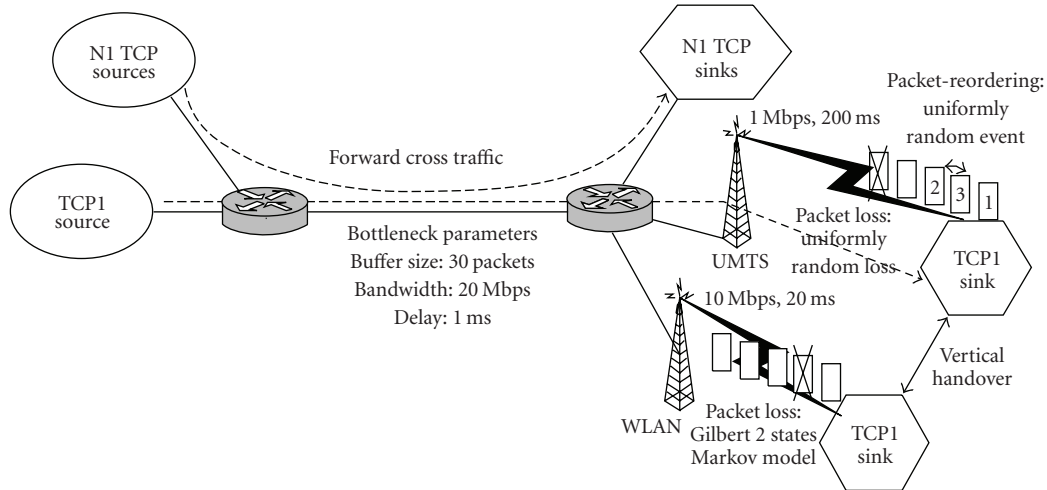 N1 TCP
sources
N1 TCP
sinks
Packet-reordering:
uniformly
random event
1 Mbps, 200 ms
Forward cross traffic
2
3
1
TCP1
source
Bottleneck parameters
Buffer size: 30 packets
Bandwidth: 20 Mbps
Delay: 1 ms
Packet loss:
uniformly
random loss
UMTS
TCP1
sink
10 Mbps, 20 ms
Vertical
handover
WLAN
Packet loss:
Gilbert 2 states
Markov model
TCP1
sink